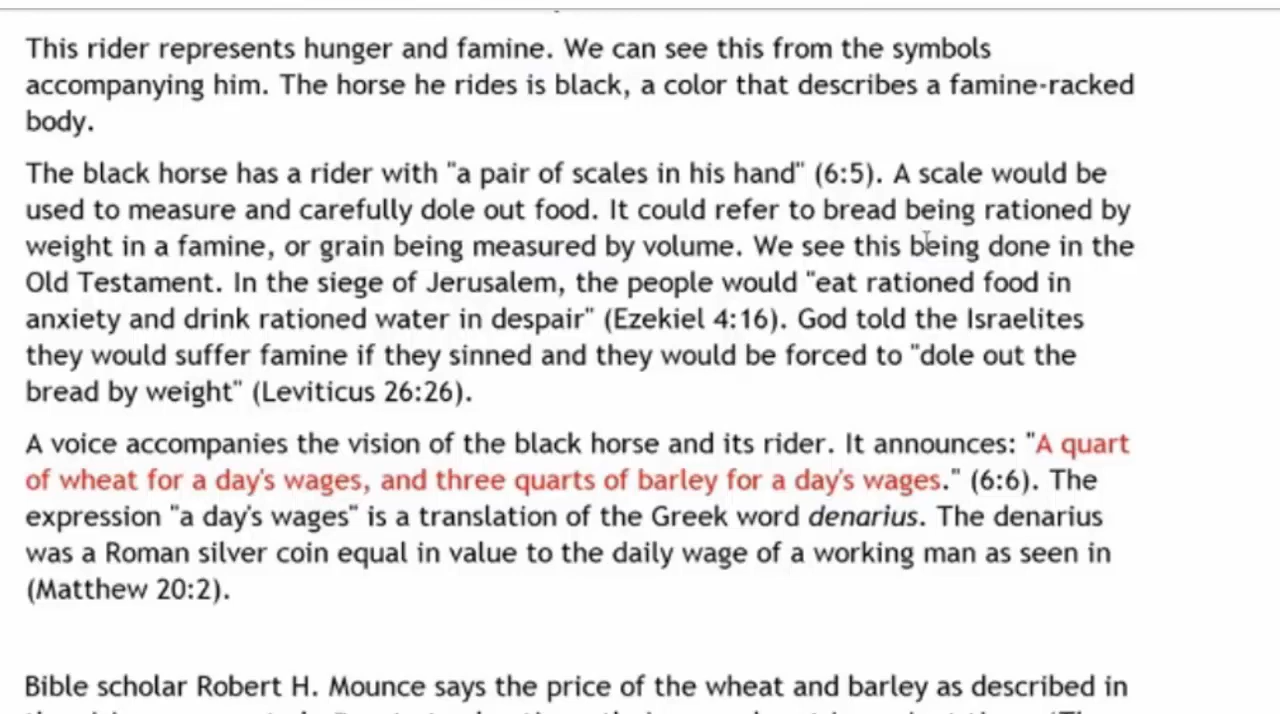 This rider represents hunger and famine. We can see this from the symbols
accompanying him. The horse he rides is black, a color that describes a famine-racked
body.
The black horse has a rider with "a pair of scales in his hand" (6:5). A scale would be
used to measure and carefully dole out food. It could refer to bread being rationed by
weight in a famine, or grain being measured by volume. We see this being done in the
Old Testament. In the siege of Jerusalem, the people would "eat rationed food in
anxiety and drink rationed water in despair" (Ezekiel 4:16). God told the Israelites
they would suffer famine if they sinned and they would be forced to "dole out the
bread by weight" (Leviticus 26:26).
A voice accompanies the vision of the black horse and its rider. It announces: "A quart
of wheat for a day's wages, and three quarts of barley for a day's wages." (6:6). The
expression "a day's wages" is a translation of the Greek word denarius. The denarius
was a Roman silver coin equal in value to the daily wage of a working man as seen in
(Matthew 20:2).
Bible scholar Robert H. Mounce says the price of the wheat and barley as described in